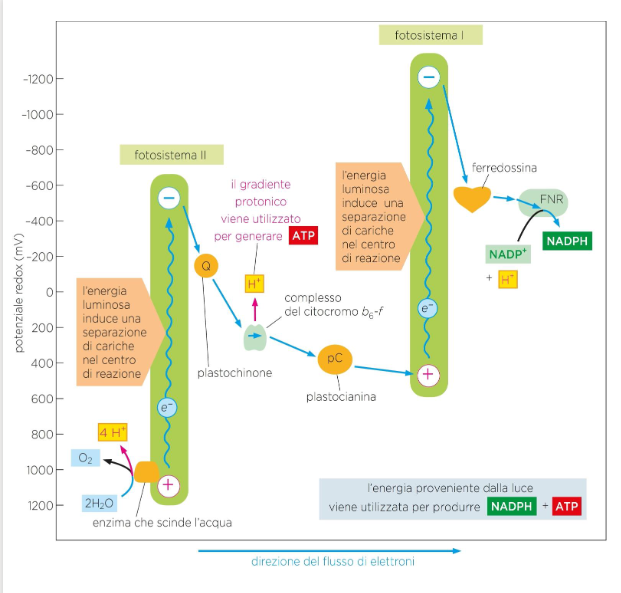 fotosistema I
-1200
-1000
-800
-600
-400
-200
0
200
400
600
800
1000
1200
potenziale redox (mV)
fotosistema II
−
il gradiente
protonico
viene utilizzato
per generare ATP
H⁺
Q
plastochinone
complesso
del citocromo b₆-f
pC
plastocianina
l'energia
luminosa
induce una
separazione
di cariche
nel centro
di reazione
e⁻
4 H⁺
O₂
2H₂O
+
enzima che scinde l'acqua
−
l'energia
luminosa
induce una
separazione
di cariche
nel centro
di reazione
e⁻
+
ferredossina
FNR
NADPH
NADP⁺
+ H⁻
l'energia proveniente dalla luce
viene utilizzata per produrre NADPH + ATP
direzione del flusso di elettroni